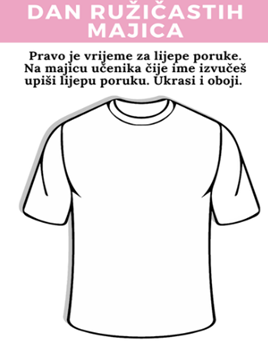 DAN RUŽIČASTIH
MAJICA
Pravo je vrijeme za lijepe poruke.
Na majicu učenika čije ime izvučeš
upiši lijepu poruku. Ukrasi i oboji.